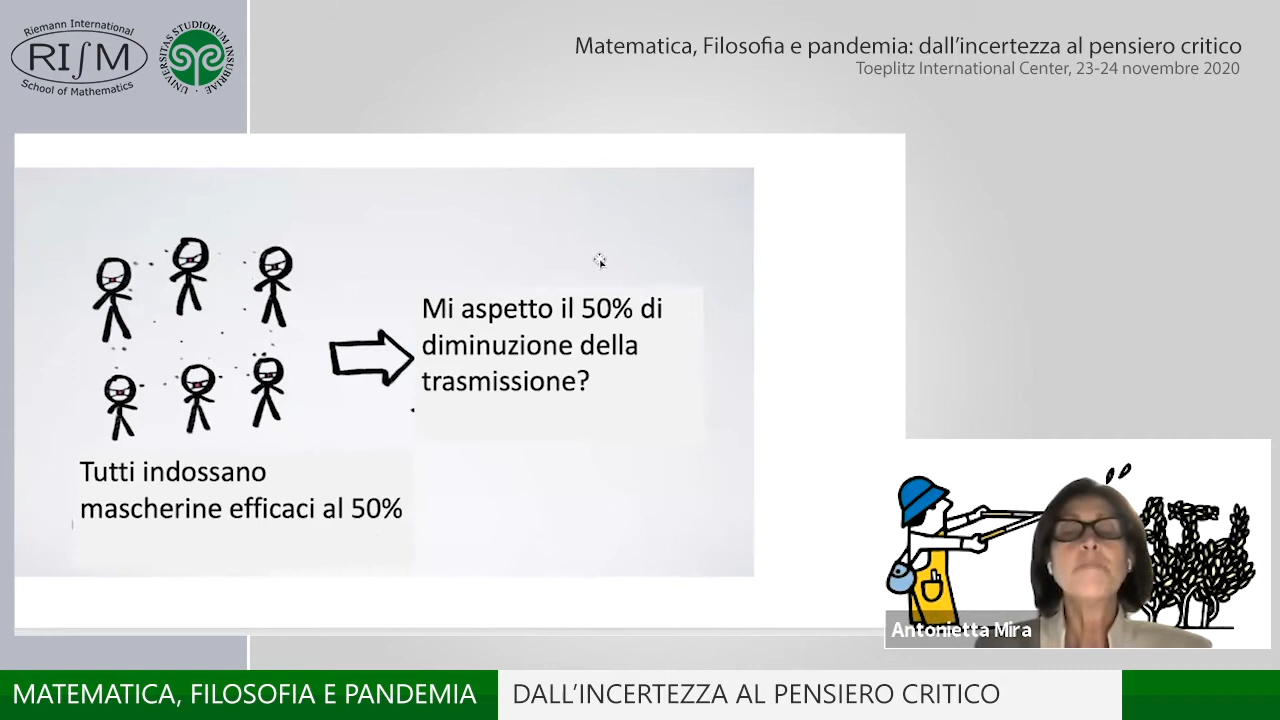 Riemann International
RI∫M
School of Mathematics
UNIVERSITAS STUDIORUM INSUBRIAE
Matematica, Filosofia e pandemia: dall'incertezza al pensiero critico
Toeplitz International Center, 23-24 novembre 2020
Mi aspetto il 50% di
diminuzione della
trasmissione?
Tutti indossano
mascherine efficaci al 50%
Antonietta Mira
MATEMATICA, FILOSOFIA E PANDEMIA
DALL'INCERTEZZA AL PENSIERO CRITICO